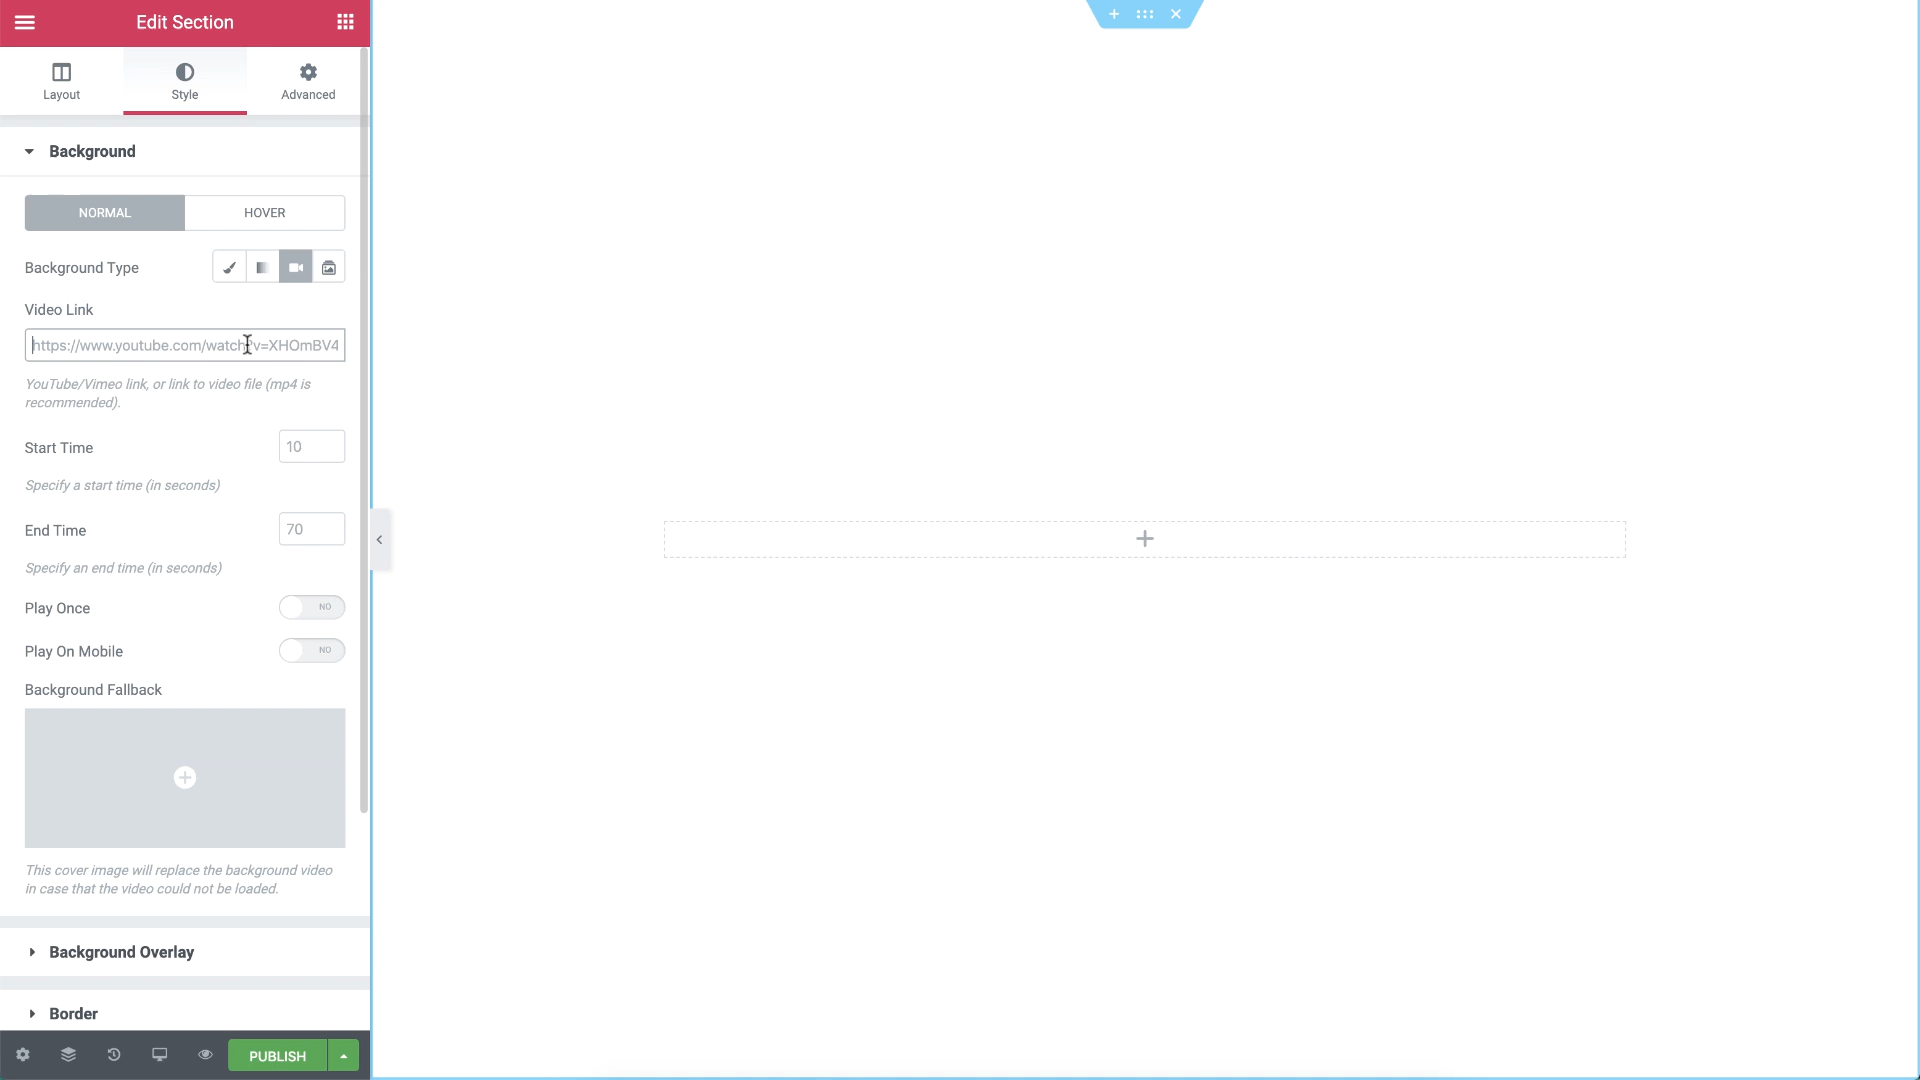 Edit Section
Layout
Style
Advanced
Background
NORMAL
HOVER
Background Type
Video Link
https://www.youtube.com/watch?v=XHOmBV4
YouTube/Vimeo link, or link to video file (mp4 is
recommended).
Start Time
10
Specify a start time (in seconds)
End Time
70
Specify an end time (in seconds)
Play Once
NO
Play On Mobile
NO
Background Fallback
This cover image will replace the background video
in case that the video could not be loaded.
Background Overlay
Border
PUBLISH